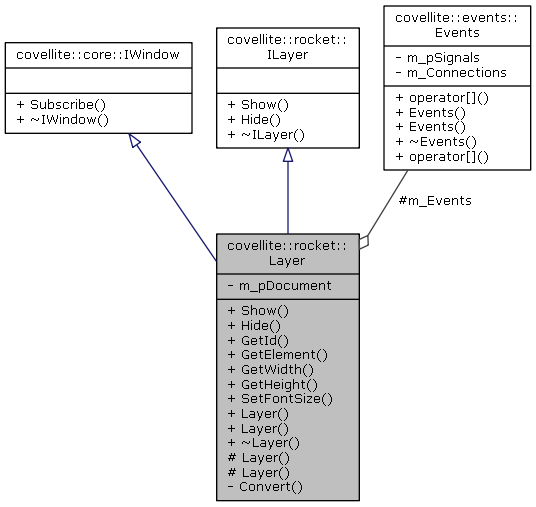 covellite::core::IWindow
+ Subscribe()
+ ~IWindow()
covellite::rocket::
ILayer
+ Show()
+ Hide()
+ ~ILayer()
covellite::events::
Events
- m_pSignals
- m_Connections
+ operator[]()
+ Events()
+ Events()
+ ~Events()
+ operator[]()
#m_Events
covellite::rocket::
Layer
- m_pDocument
+ Show()
+ Hide()
+ GetId()
+ GetElement()
+ GetWidth()
+ GetHeight()
+ SetFontSize()
+ Layer()
+ Layer()
+ ~Layer()
# Layer()
# Layer()
- Convert()